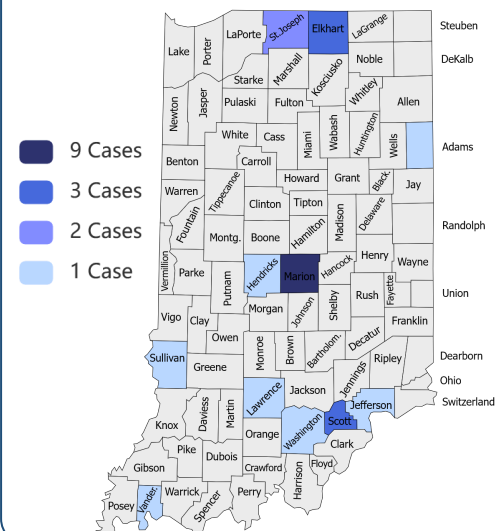 St.Joseph
Elkhart
LaGrange
Steuben
LaPorte
Lake
Porter
Noble
DeKalb
Marshall
Kosciusko
Starke
Whitley
Newton
Jasper
Pulaski
Fulton
Allen
White
Cass
Miami
Wabash
Huntington
Wells
Adams
9 Cases
Benton
Carroll
Howard
Grant
Black.
Jay
3 Cases
Warren
Tippecanoe
Clinton
Tipton
Madison
Delaware
Randolph
2 Cases
Fountain
Montg.
Boone
Hamilton
Henry
Wayne
1 Case
Vermillion
Parke
Putnam
Hendricks
Marion
Hancock
Rush
Fayette
Union
Vigo
Clay
Morgan
Johnson
Shelby
Franklin
Owen
Monroe
Brown
Bartholom.
Decatur
Ripley
Dearborn
Sullivan
Greene
Jennings
Ohio
Lawrence
Jackson
Jefferson
Switzerland
Knox
Daviess
Martin
Orange
Washington
Scott
Clark
Gibson
Pike
Dubois
Crawford
Harrison
Floyd
Posey
Vander.
Warrick
Spencer
Perry